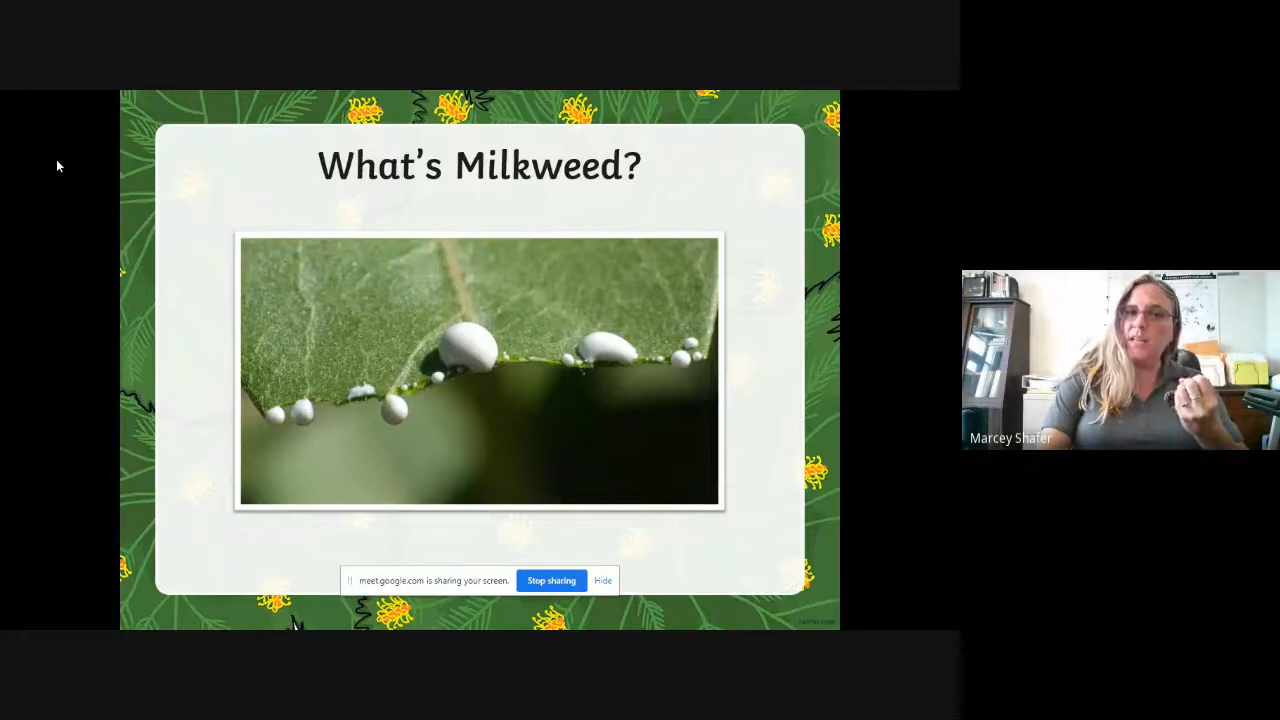 What's Milkweed?
meet.google.com is sharing your screen.
Stop sharing
Hide
Marcey Shafer